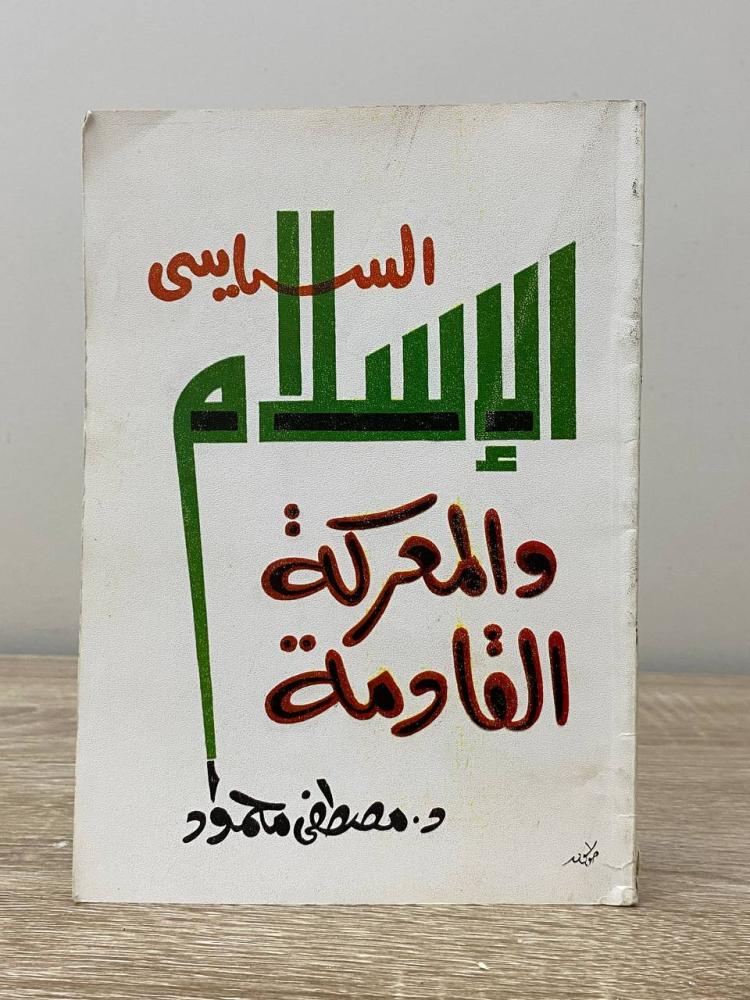 الإسلام
السياسى
والمعركة
القادمة
د. مصطفى محمود